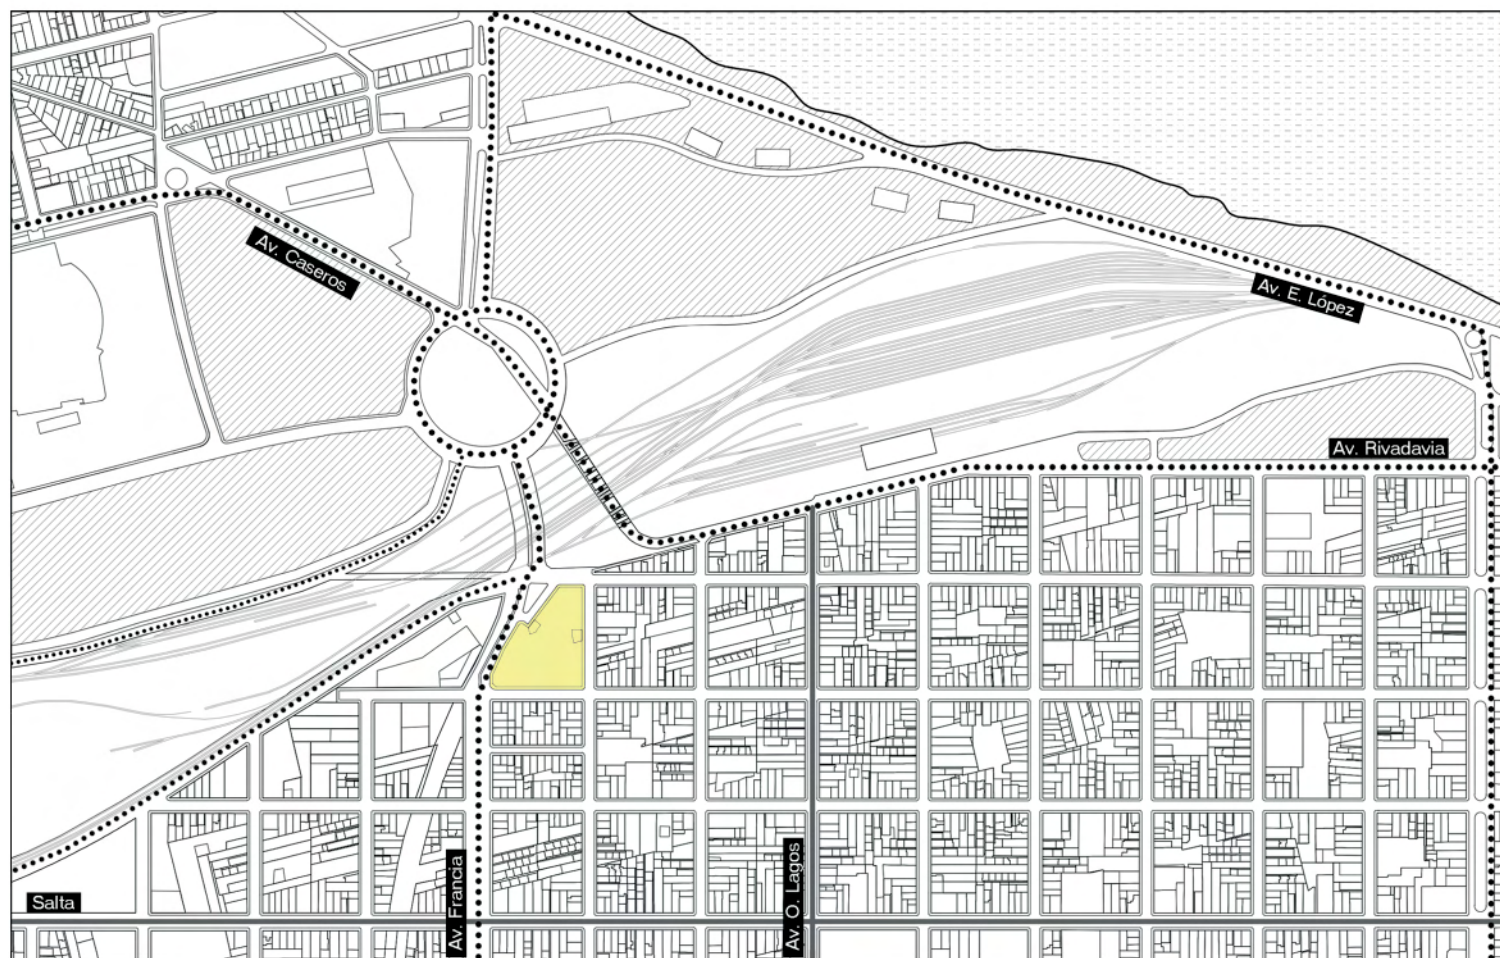 Av. Caseros
Av. E. López
Av. Rivadavia
Av. O. Lagos
Av. Francia
Salta